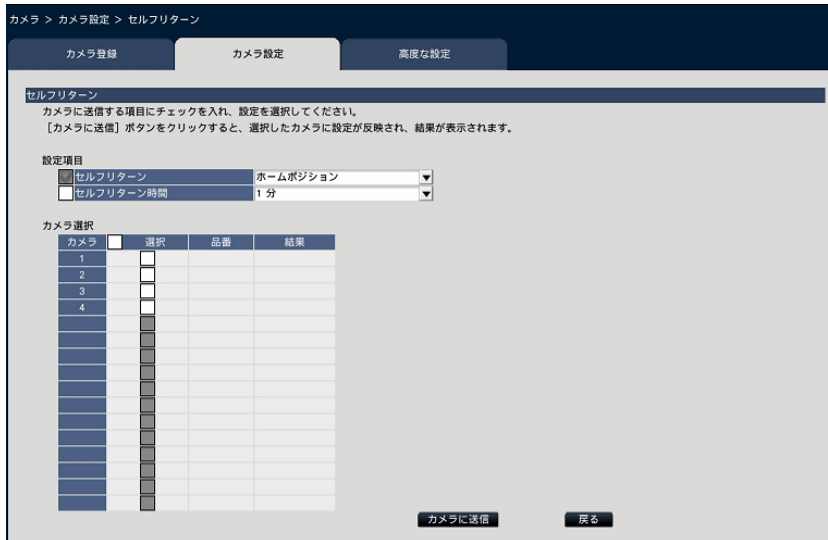 カメラ > カメラ設定 > セルフリターン
カメラ登録 カメラ設定 高度な設定
セルフリターン
カメラに送信する項目にチェックを入れ、設定を選択してください。
［カメラに送信］ボタンをクリックすると、選択したカメラに設定が反映され、結果が表示されます。
設定項目
セルフリターン ホームポジション
セルフリターン時間 1 分
カメラ選択
カメラ 選択 品番 結果
1
2
3
4
カメラに送信 戻る